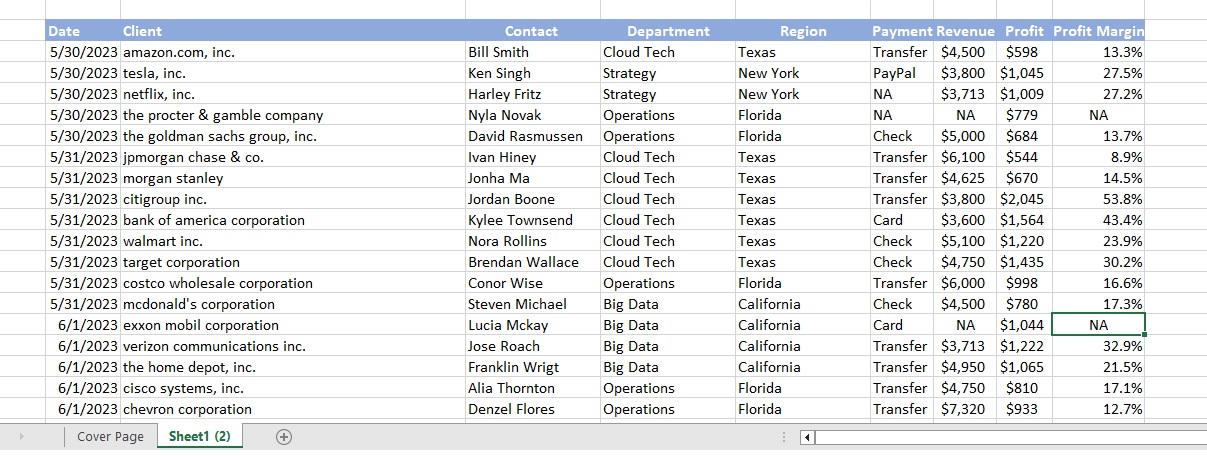 Date Client Contact Department Region Payment Revenue Profit Profit Margin
5/30/2023 amazon.com, inc. Bill Smith Cloud Tech Texas Transfer $4,500 $598 13.3%
5/30/2023 tesla, inc. Ken Singh Strategy New York PayPal $3,800 $1,045 27.5%
5/30/2023 netflix, inc. Harley Fritz Strategy New York NA $3,713 $1,009 27.2%
5/30/2023 the procter & gamble company Nyla Novak Operations Florida NA NA $779 NA
5/30/2023 the goldman sachs group, inc. David Rasmussen Operations Florida Check $5,000 $684 13.7%
5/31/2023 jpmorgan chase & co. Ivan Hiney Cloud Tech Texas Transfer $6,100 $544 8.9%
5/31/2023 morgan stanley Jonha Ma Cloud Tech Texas Transfer $4,625 $670 14.5%
5/31/2023 citigroup inc. Jordan Boone Cloud Tech Texas Transfer $3,800 $2,045 53.8%
5/31/2023 bank of america corporation Kylee Townsend Cloud Tech Texas Card $3,600 $1,564 43.4%
5/31/2023 walmart inc. Nora Rollins Cloud Tech Texas Check $5,100 $1,220 23.9%
5/31/2023 target corporation Brendan Wallace Cloud Tech Texas Check $4,750 $1,435 30.2%
5/31/2023 costco wholesale corporation Conor Wise Operations Florida Transfer $6,000 $998 16.6%
5/31/2023 mcdonald's corporation Steven Michael Big Data California Check $4,500 $780 17.3%
6/1/2023 exxon mobil corporation Lucia Mckay Big Data California Card NA $1,044 NA
6/1/2023 verizon communications inc. Jose Roach Big Data California Transfer $3,713 $1,222 32.9%
6/1/2023 the home depot, inc. Franklin Wrigt Big Data California Transfer $4,950 $1,065 21.5%
6/1/2023 cisco systems, inc. Alia Thornton Operations Florida Transfer $4,750 $810 17.1%
6/1/2023 chevron corporation Denzel Flores Operations Florida Transfer $7,320 $933 12.7%
Cover Page Sheet1 (2)